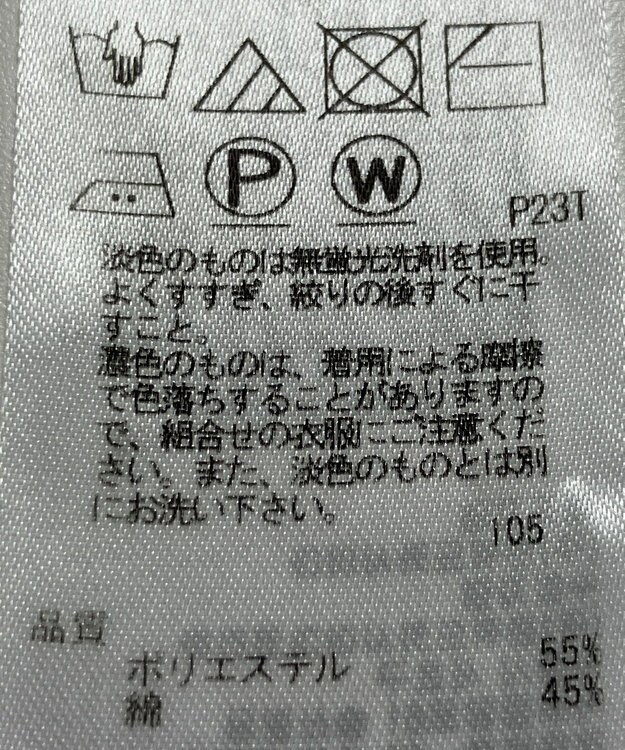 P W
P23T
淡色のものは無蛍光洗剤を使用。
よくすすぎ、絞りの後すぐに干
すこと。
濃色のものは、着用による摩擦
で色落ちすることがありますの
で、組合せの衣服にご注意くだ
さい。また、淡色のものとは別
にお洗い下さい。
105
品質
ポリエステル 55%
綿 45%